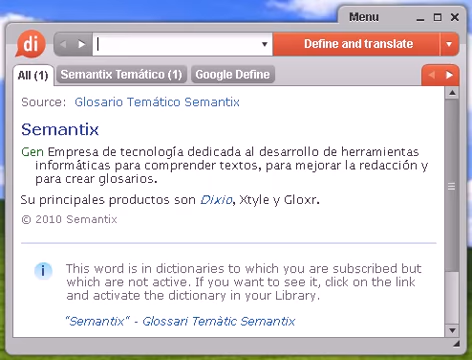 Menu
di
Define and translate
All (1)
Semantix Temático (1)
Google Define
Source: Glosario Temático Semantix
Semantix
Gen Empresa de tecnología dedicada al desarrollo de herramientas
informáticas para comprender textos, para mejorar la redacción y
para crear glosarios.
Su principales productos son Dixio, Xtyle y Gloxr.
© 2010 Semantix
i
This word is in dictionaries to which you are subscribed but
which are not active. If you want to see it, click on the link
and activate the dictionary in your Library.
"Semantix" - Glossari Temàtic Semantix